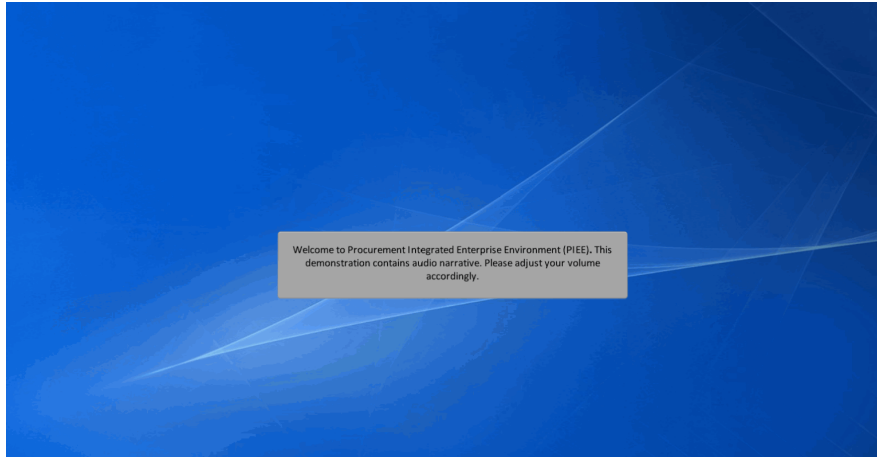 Welcome to Procurement Integrated Enterprise Environment (PIEE). This
demonstration contains audio narrative. Please adjust your volume
accordingly.